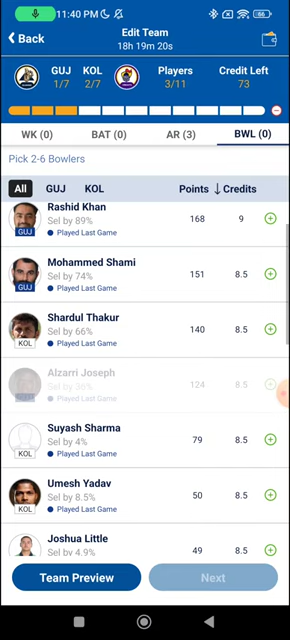 11:40 PM
66
Back
Edit Team
18h 19m 20s
GUJ
1/7
KOL
2/7
Players
3/11
Credit Left
73
WK (0)
BAT (0)
AR (3)
BWL (0)
Pick 2-6 Bowlers
All
GUJ
KOL
Points
Credits
Rashid Khan
Sel by 89%
GUJ
Played Last Game
168
9
Mohammed Shami
Sel by 74%
GUJ
Played Last Game
151
8.5
Shardul Thakur
Sel by 66%
KOL
Played Last Game
140
8.5
Alzarri Joseph
Sel by 36%
Played Last Game
124
8.5
Suyash Sharma
Sel by 4%
KOL
Played Last Game
79
8.5
Umesh Yadav
Sel by 8.5%
KOL
Played Last Game
50
8.5
Joshua Little
Sel by 4.9%
49
8.5
Team Preview
Next